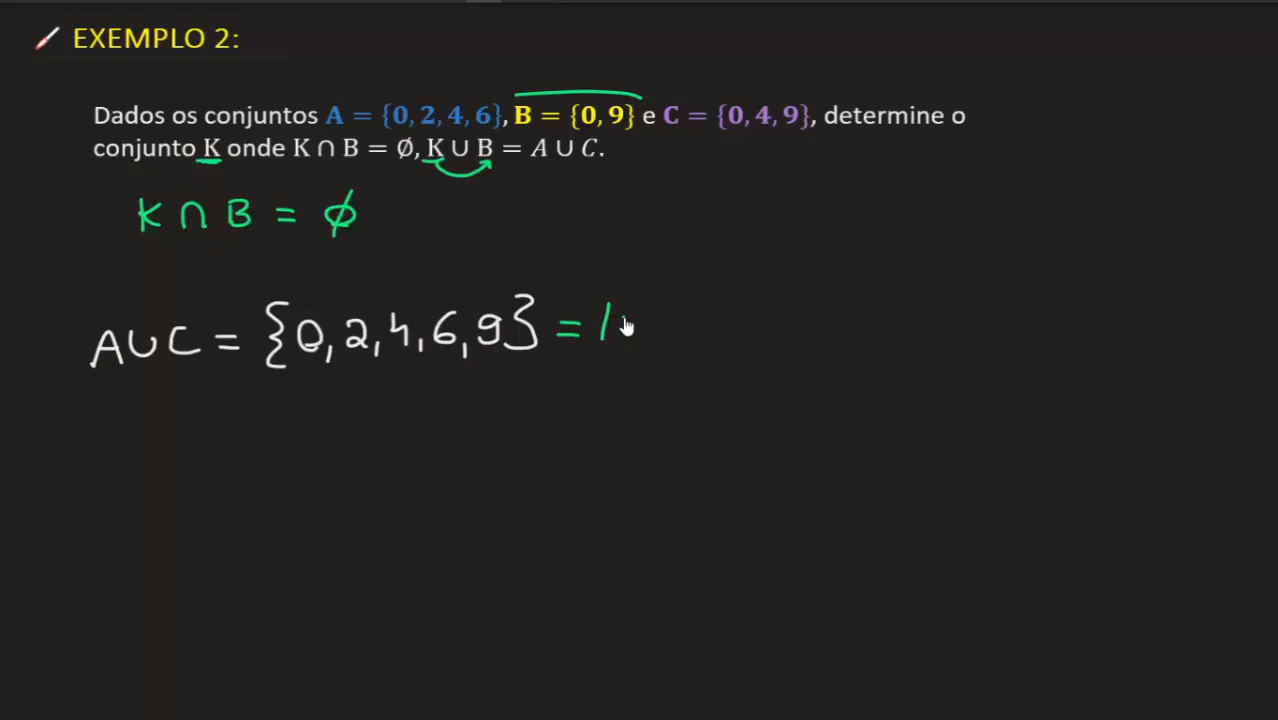 EXEMPLO 2:
Dados os conjuntos A = {0, 2, 4, 6}, B = {0, 9} e C = {0, 4, 9}, determine o
conjunto K onde K ∩ B = ∅, K ∪ B = A ∪ C.
K ∩ B = ∅
A ∪ C = {0, 2, 4, 6, 9} =